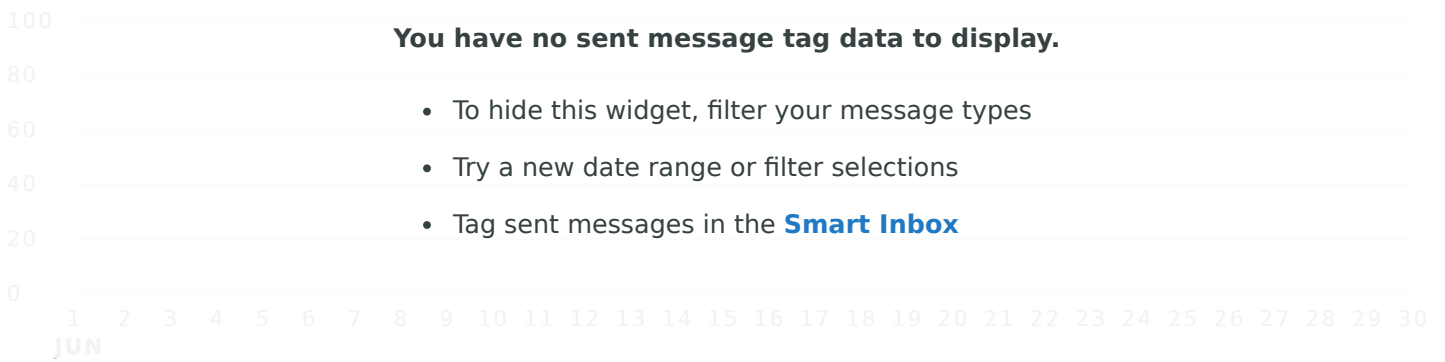 100
You have no sent message tag data to display.
80
• To hide this widget, filter your message types
60
• Try a new date range or filter selections
40
• Tag sent messages in the Smart Inbox
20
0
1 2 3 4 5 6 7 8 9 10 11 12 13 14 15 16 17 18 19 20 21 22 23 24 25 26 27 28 29 30
JUN